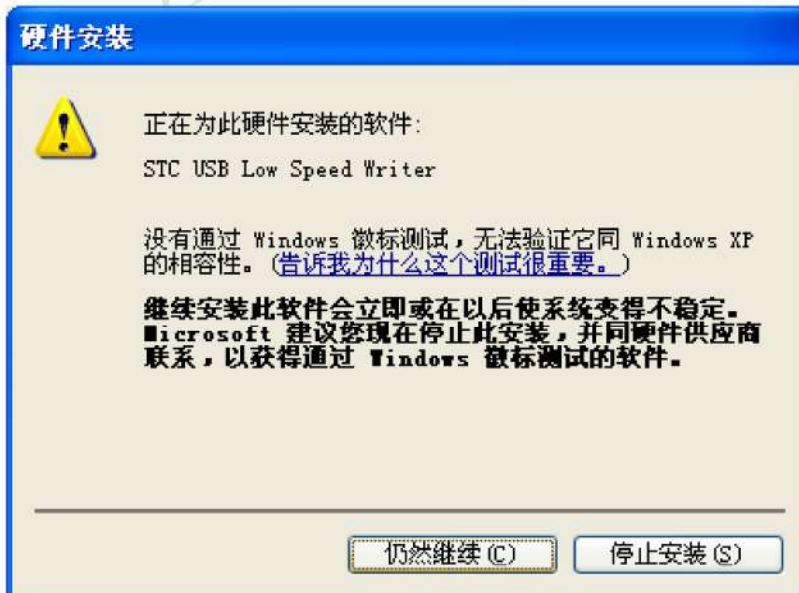 硬件安装
正在为此硬件安装的软件:
STC USB Low Speed Writer
没有通过 Windows 徽标测试，无法验证它同 Windows XP
的相容性。(告诉我为什么这个测试很重要。)
继续安装此软件会立即或在以后使系统变得不稳定。
Microsoft 建议您现在停止此安装，并同硬件供应商
联系，以获得通过 Windows 徽标测试的软件。
仍然继续(C)
停止安装(S)